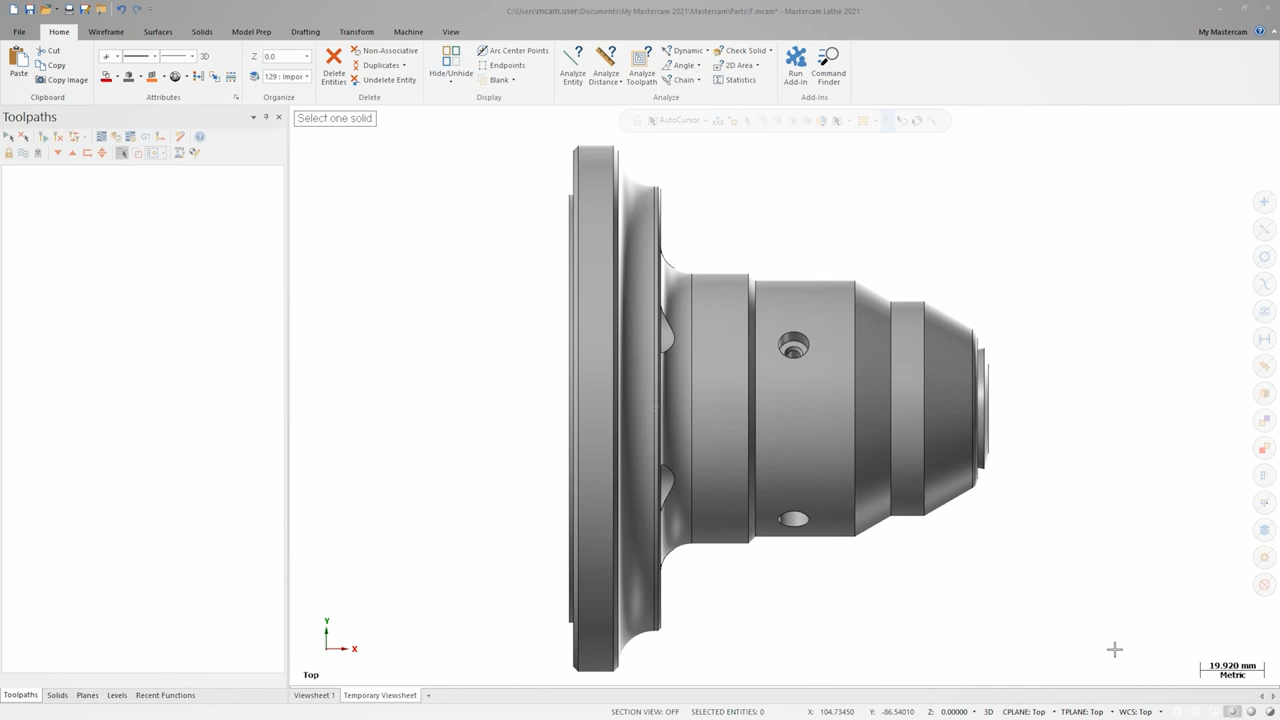 C:\Users\mcam.user\Documents\My Mastercam 2021\Mastercam\Parts\T.mcam* - Mastercam Lathe 2021
File Home Wireframe Surfaces Solids Model Prep Drafting Transform Machine View My Mastercam
Paste
Cut
Copy
Copy Image
Clipboard
3D
Attributes
Z 0.0
129 : Impor
Organize
Delete Entities
Non-Associative
Duplicates
Undelete Entity
Delete
Hide/Unhide
Arc Center Points
Endpoints
Blank
Display
Analyze Entity
Analyze Distance
Analyze Toolpath
Dynamic
Angle
Chain
Check Solid
2D Area
Statistics
Analyze
Run Add-In
Command Finder
Add-Ins
Toolpaths
G1
Select one solid
AutoCursor
Y
X
Top
19.920 mm
Metric
Toolpaths Solids Planes Levels Recent Functions
Viewsheet 1 Temporary Viewsheet +
SECTION VIEW: OFF SELECTED ENTITIES: 0 X: 104.73450 Y: -86.54010 Z: 0.00000 3D CPLANE: Top TPLANE: Top WCS: Top